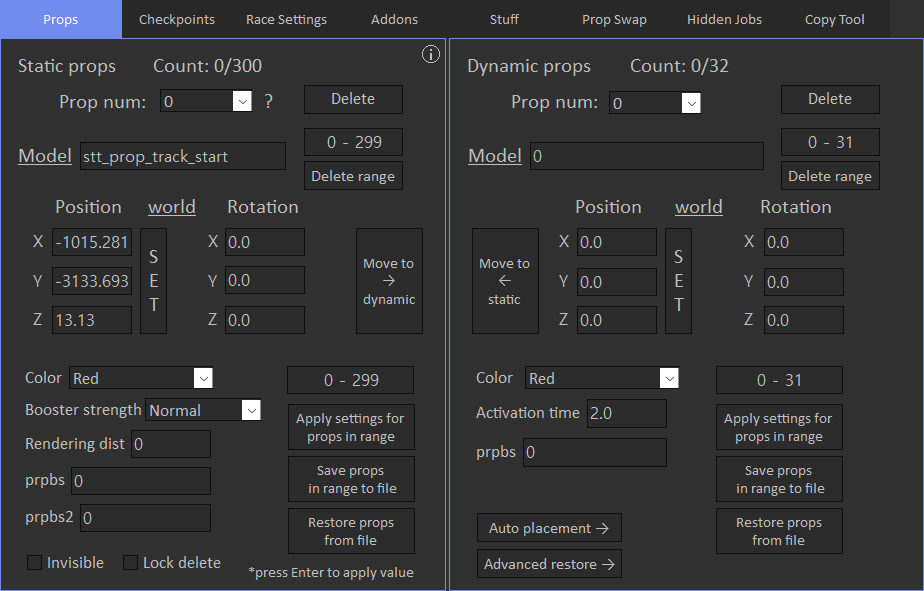 Props Checkpoints Race Settings Addons Stuff Prop Swap Hidden Jobs Copy Tool
Static props Count: 0/300
Prop num: 0 ?
Delete
0 - 299
Model stt_prop_track_start
Delete range
Position world Rotation
X -1015.281 X 0.0
Y -3133.693 Y 0.0
Z 13.13 Z 0.0
SET
Move to
→
dynamic
Color Red
0 - 299
Booster strength Normal
Apply settings for
props in range
Rendering dist 0
prpbs 0
Save props
in range to file
prpbs2 0
Restore props
from file
Invisible Lock delete
*press Enter to apply value
Dynamic props Count: 0/32
Prop num: 0
Delete
0 - 31
Model 0
Delete range
Position world Rotation
Move to
←
static
X 0.0 X 0.0
Y 0.0 Y 0.0
Z 0.0 Z 0.0
SET
Color Red
0 - 31
Activation time 2.0
Apply settings for
props in range
prpbs 0
Save props
in range to file
Restore props
from file
Auto placement →
Advanced restore →